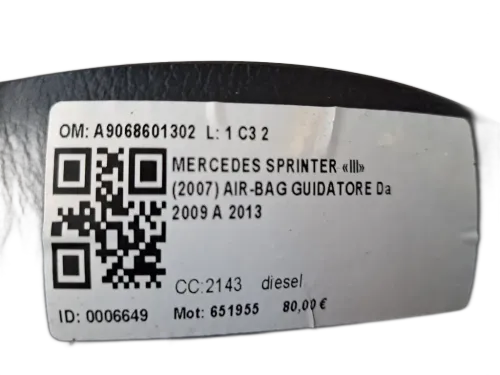 OM: A9068601302 L: 1 C3 2
MERCEDES SPRINTER «III»
(2007) AIR-BAG GUIDATORE Da
2009 A 2013
CC:2143 diesel
ID: 0006649 Mot: 651955 80,00 €